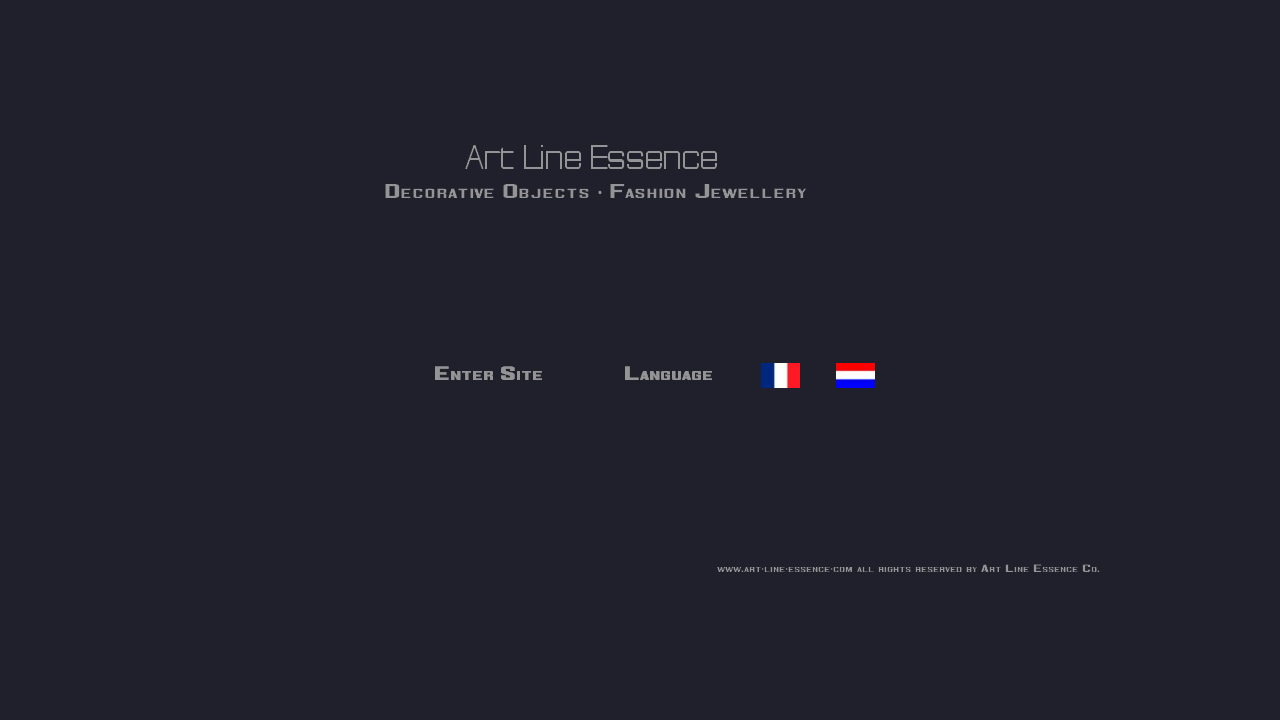 Art Line Essence
Decorative Objects · Fashion Jewellery
Enter Site Language
www.art-line-essence.com all rights reserved by Art Line Essence Co.